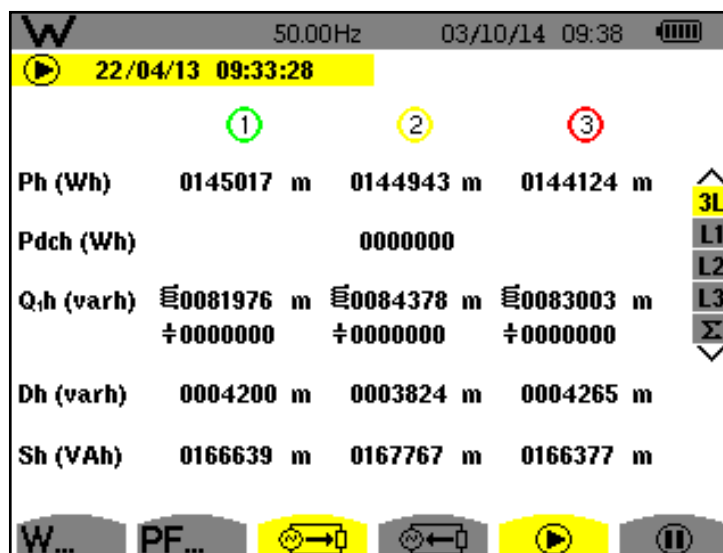 W 50.00Hz 03/10/14 09:38
22/04/13 09:33:28
1 2 3
Ph (Wh) 0145017 m 0144943 m 0144124 m
3L
Pdch (Wh) 0000000
L1
L2
Q₁h (varh) 0081976 m 0084378 m 0083003 m
L3
0000000 0000000 0000000
Σ
Dh (varh) 0004200 m 0003824 m 0004265 m
Sh (VAh) 0166639 m 0167767 m 0166377 m
W... PF...